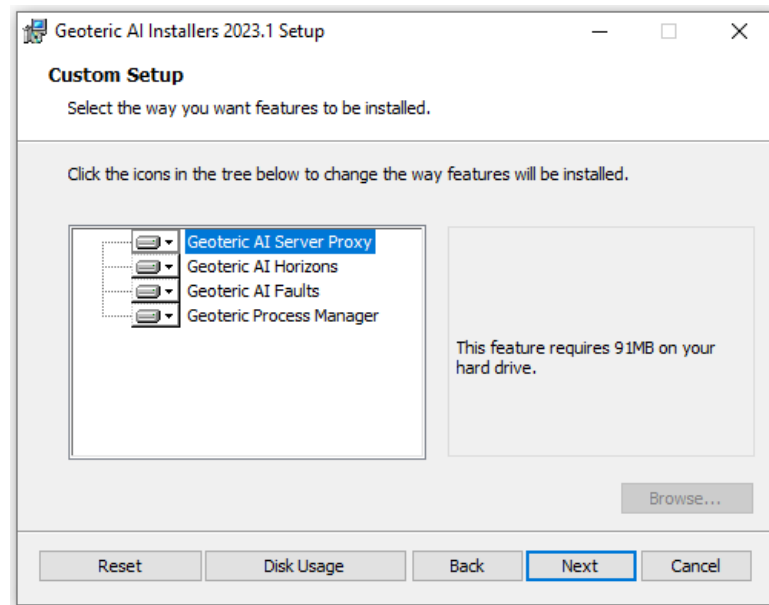 Geoteric AI Installers 2023.1 Setup
Custom Setup
Select the way you want features to be installed.
Click the icons in the tree below to change the way features will be installed.
Geoteric AI Server Proxy
Geoteric AI Horizons
Geoteric AI Faults
Geoteric Process Manager
This feature requires 91MB on your
hard drive.
Browse...
Reset
Disk Usage
Back
Next
Cancel